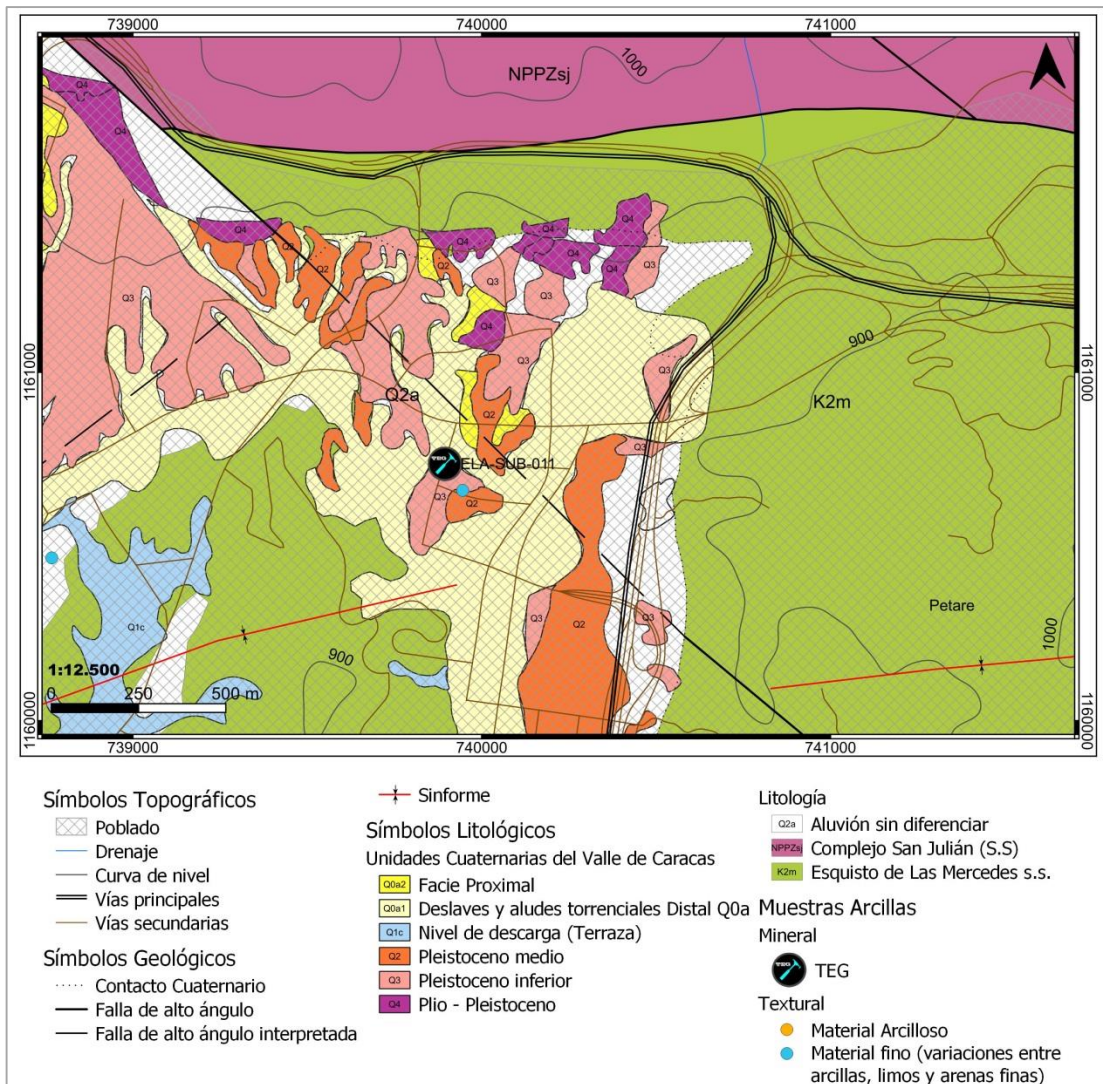 739000
740000
741000
1161000
1160000
1161000
1160000
739000
740000
741000
1000
NPPZsj
Q4
Q4
Q4
Q4
Q4
Q4
Q4
Q2
Q2
Q2
Q3
Q3
Q3
Q4
Q3
Q4
Q3
Q3
900
Q2a
K2m
Q2
Q3
TEG
ELA-SUB-011
Q3
Q2
Q1c
Q3
Q2
Q3
Petare
900
1000
1:12.500
0 250 500 m
Símbolos Topográficos
Poblado
Drenaje
Curva de nivel
Vías principales
Vías secundarias
Símbolos Geológicos
Contacto Cuaternario
Falla de alto ángulo
Falla de alto ángulo interpretada
Sinforme
Símbolos Litológicos
Unidades Cuaternarias del Valle de Caracas
Q0a2 Facie Proximal
Q0a1 Deslaves y aludes torrenciales Distal Q0a
Q1c Nivel de descarga (Terraza)
Q2 Pleistoceno medio
Q3 Pleistoceno inferior
Q4 Plio - Pleistoceno
Litología
Q2a Aluvión sin diferenciar
NPPZsj Complejo San Julián (S.S)
K2m Esquisto de Las Mercedes s.s.
Muestras Arcillas
Mineral
TEG TEG
Textural
Material Arcilloso
Material fino (variaciones entre
arcillas, limos y arenas finas)